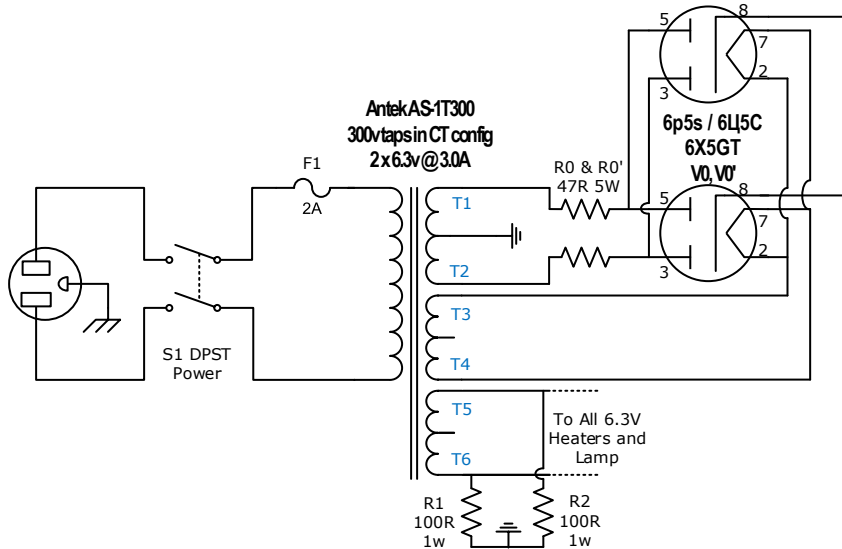 8
5
7
3
2
Antek AS-1T300
300v taps in CT config
2 x 6.3v @ 3.0A
6p5s / 6Ц5С
6X5GT
V0, V0'
F1
2A
R0 & R0'
47R 5W
T1
T2
8
5
7
3
2
T3
T4
S1 DPST
Power
T5
T6
To All 6.3V
Heaters and
Lamp
R1
100R
1w
R2
100R
1w